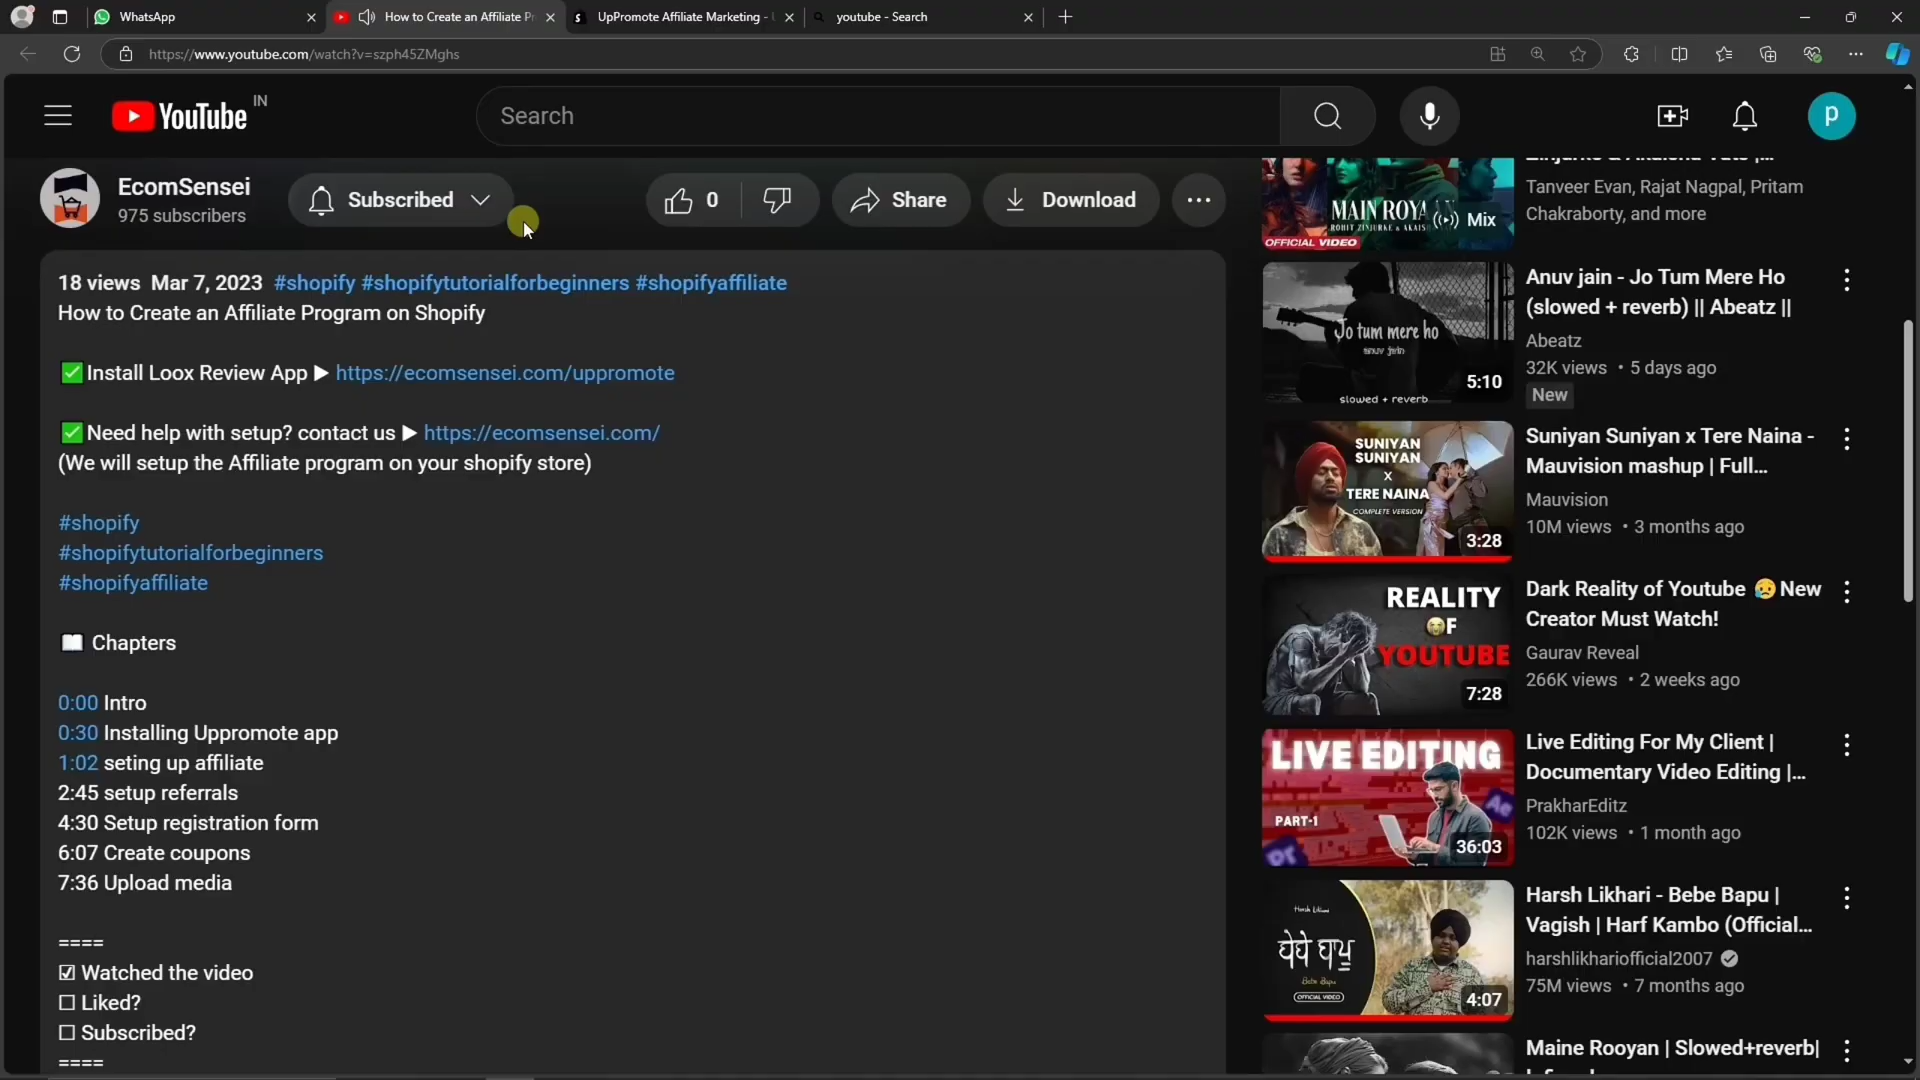 WhatsApp
How to Create an Affiliate Pr
UpPromote Affiliate Marketing -
youtube - Search
https://www.youtube.com/watch?v=szph45ZMghs
YouTube IN
Search
p
EcomSensei
975 subscribers
Subscribed
0
Share
Download
18 views Mar 7, 2023 #shopify #shopifytutorialforbeginners #shopifyaffiliate
How to Create an Affiliate Program on Shopify
✅Install Loox Review App ▶ https://ecomsensei.com/uppromote
✅Need help with setup? contact us ▶ https://ecomsensei.com/
(We will setup the Affiliate program on your shopify store)
#shopify
#shopifytutorialforbeginners
#shopifyaffiliate
📖 Chapters
0:00 Intro
0:30 Installing Uppromote app
1:02 seting up affiliate
2:45 setup referrals
4:30 Setup registration form
6:07 Create coupons
7:36 Upload media
====
☑ Watched the video
☐ Liked?
☐ Subscribed?
====
MAIN ROYA
Mix
OFFICIAL VIDEO
Tanveer Evan, Rajat Nagpal, Pritam
Chakraborty, and more
Jo tum mere ho
anuv jain
5:10
slowed + reverb
Anuv jain - Jo Tum Mere Ho
(slowed + reverb) || Abeatz ||
Abeatz
32K views • 5 days ago
New
SUNIYAN
SUNIYAN
X
TERE NAINA
COMPLETE VERSION
3:28
Suniyan Suniyan x Tere Naina -
Mauvision mashup | Full...
Mauvision
10M views • 3 months ago
REALITY
OF
YOUTUBE
7:28
Dark Reality of Youtube 😥New
Creator Must Watch!
Gaurav Reveal
266K views • 2 weeks ago
LIVE EDITING
PART-1
Ae
Pr
36:03
Live Editing For My Client |
Documentary Video Editing |...
PrakharEditz
102K views • 1 month ago
Harsh Likhari
ਬੇਬੇ ਬਾਪੂ
Bebe Bapu
OFFICIAL VIDEO
4:07
Harsh Likhari - Bebe Bapu |
Vagish | Harf Kambo (Official...
harshlikhariofficial2007
75M views • 7 months ago
Maine Rooyan | Slowed+reverb|